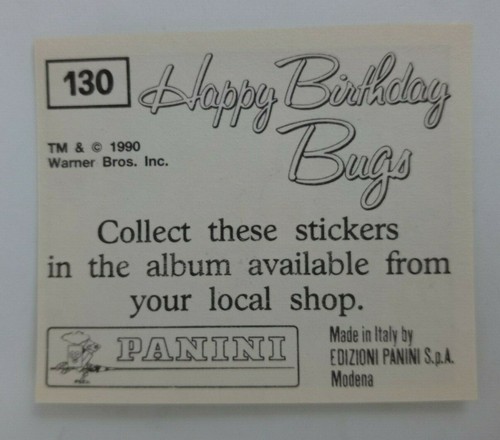 130
Happy Birthday
Bugs
TM & © 1990
Warner Bros. Inc.
Collect these stickers
in the album available from
your local shop.
PANINI
Made in Italy by
EDIZIONI PANINI S.p.A.
Modena